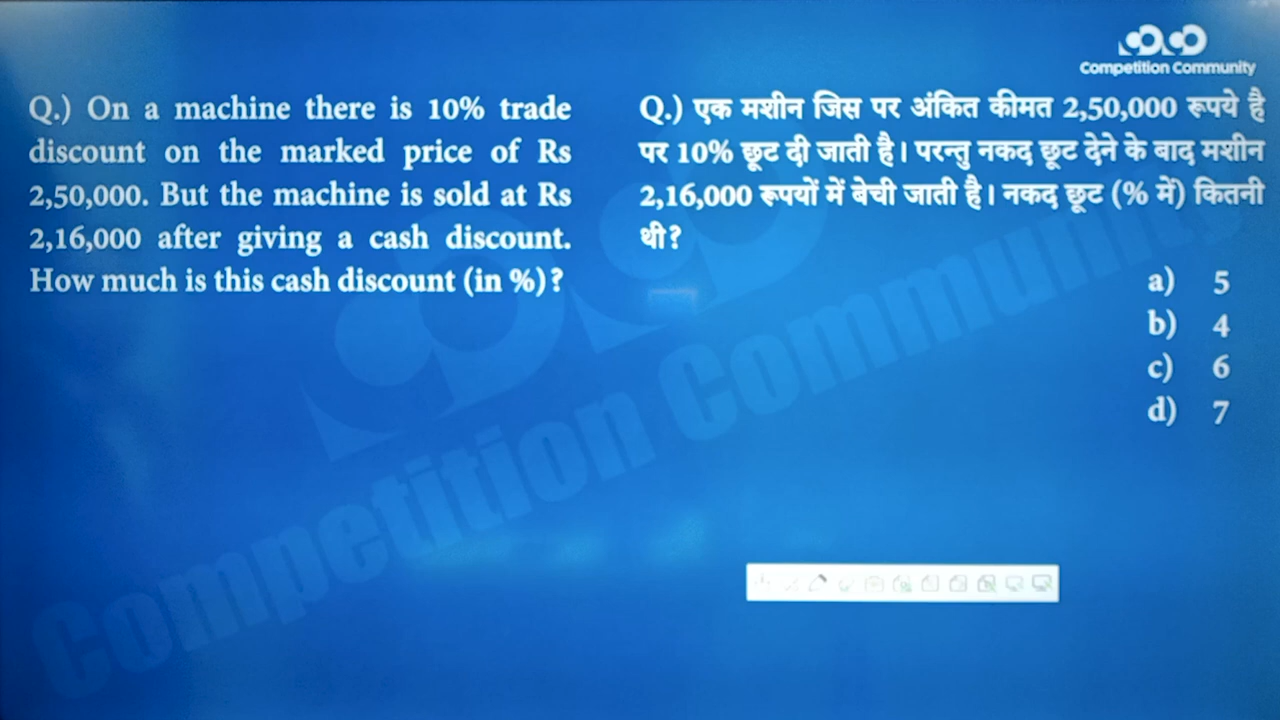 Competition Community
Q.) On a machine there is 10% trade
discount on the marked price of Rs
2,50,000. But the machine is sold at Rs
2,16,000 after giving a cash discount.
How much is this cash discount (in %)?
Q.) एक मशीन जिस पर अंकित कीमत 2,50,000 रूपये है
पर 10% छूट दी जाती है। परन्तु नकद छूट देने के बाद मशीन
2,16,000 रूपयों में बेची जाती है। नकद छूट (% में) कितनी
थी?
a) 5
b) 4
c) 6
d) 7
Competition Community